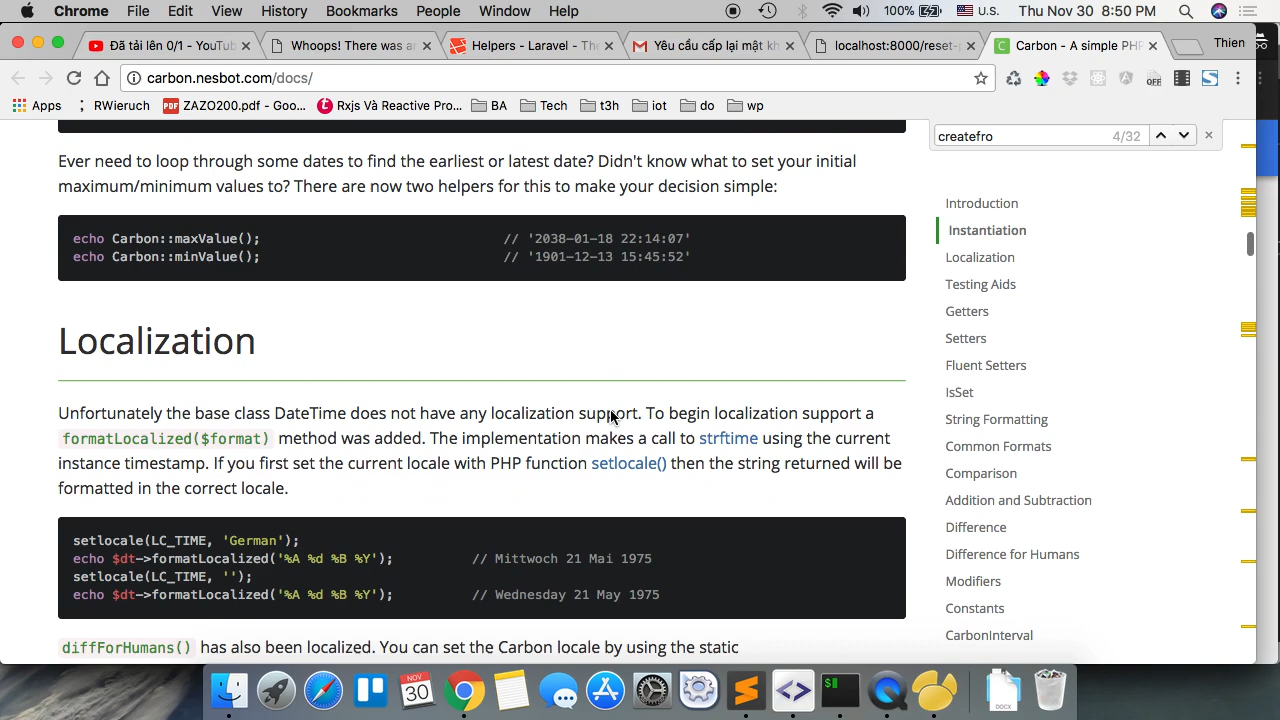 Chrome File Edit View History Bookmarks People Window Help 100% U.S. Thu Nov 30 8:50 PM
Đã tải lên 0/1 - YouTub Whoops! There was ar Helpers - Laravel - The Yêu cầu cấp lại mật kh localhost:8000/reset-p Carbon - A simple PHP Thien
carbon.nesbot.com/docs/
OFF
Apps RWieruch PDF ZAZO200.pdf - Goo... Rxjs Và Reactive Pro... BA Tech t3h iot do wp
createfro 4/32
Ever need to loop through some dates to find the earliest or latest date? Didn't know what to set your initial
maximum/minimum values to? There are now two helpers for this to make your decision simple:
echo Carbon::maxValue(); // '2038-01-18 22:14:07'
echo Carbon::minValue(); // '1901-12-13 15:45:52'
Localization
Unfortunately the base class DateTime does not have any localization support. To begin localization support a
formatLocalized($format) method was added. The implementation makes a call to strftime using the current
instance timestamp. If you first set the current locale with PHP function setlocale() then the string returned will be
formatted in the correct locale.
setlocale(LC_TIME, 'German');
echo $dt->formatLocalized('%A %d %B %Y'); // Mittwoch 21 Mai 1975
setlocale(LC_TIME, '');
echo $dt->formatLocalized('%A %d %B %Y'); // Wednesday 21 May 1975
diffForHumans() has also been localized. You can set the Carbon locale by using the static
Introduction
Instantiation
Localization
Testing Aids
Getters
Setters
Fluent Setters
IsSet
String Formatting
Common Formats
Comparison
Addition and Subtraction
Difference
Difference for Humans
Modifiers
Constants
CarbonInterval
NOV
30
DOCX